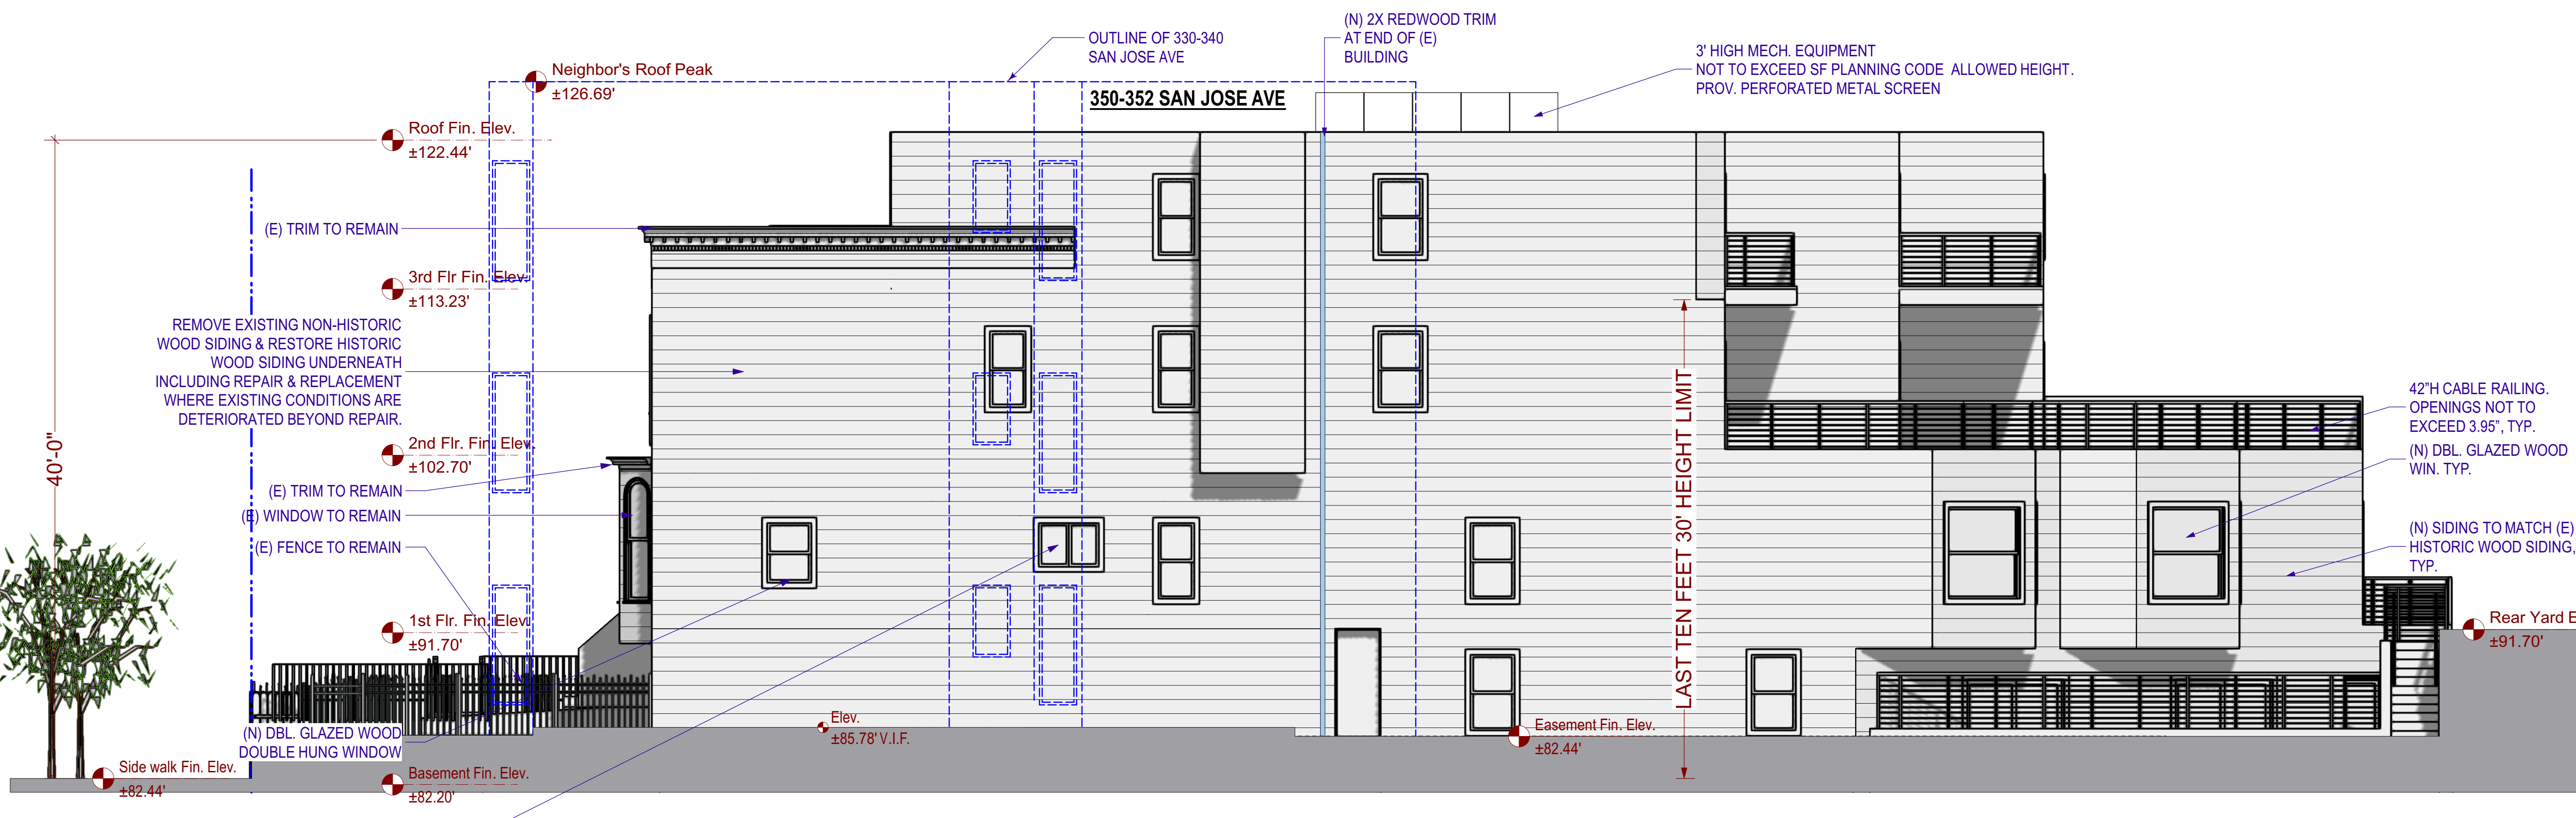 (N) 2X REDWOOD TRIM
AT END OF (E)
BUILDING
OUTLINE OF 330-340
SAN JOSE AVE
3' HIGH MECH. EQUIPMENT
NOT TO EXCEED SF PLANNING CODE ALLOWED HEIGHT.
PROV. PERFORATED METAL SCREEN
Neighbor's Roof Peak
±126.69'
350-352 SAN JOSE AVE
Roof Fin. Elev.
±122.44'
(E) TRIM TO REMAIN
3rd Flr Fin. Elev.
±113.23'
REMOVE EXISTING NON-HISTORIC
WOOD SIDING & RESTORE HISTORIC
WOOD SIDING UNDERNEATH
INCLUDING REPAIR & REPLACEMENT
WHERE EXISTING CONDITIONS ARE
DETERIORATED BEYOND REPAIR.
40'-0"
2nd Flr. Fin. Elev.
±102.70'
(E) TRIM TO REMAIN
(E) WINDOW TO REMAIN
(E) FENCE TO REMAIN
1st Flr. Fin. Elev.
±91.70'
(N) DBL. GLAZED WOOD
DOUBLE HUNG WINDOW
Side walk Fin. Elev.
±82.44'
Basement Fin. Elev.
±82.20'
Elev.
±85.78' V.I.F.
Easement Fin. Elev.
±82.44'
LAST TEN FEET 30' HEIGHT LIMIT
42"H CABLE RAILING.
OPENINGS NOT TO
EXCEED 3.95", TYP.
(N) DBL. GLAZED WOOD
WIN. TYP.
(N) SIDING TO MATCH (E)
HISTORIC WOOD SIDING,
TYP.
Rear Yard E
±91.70'